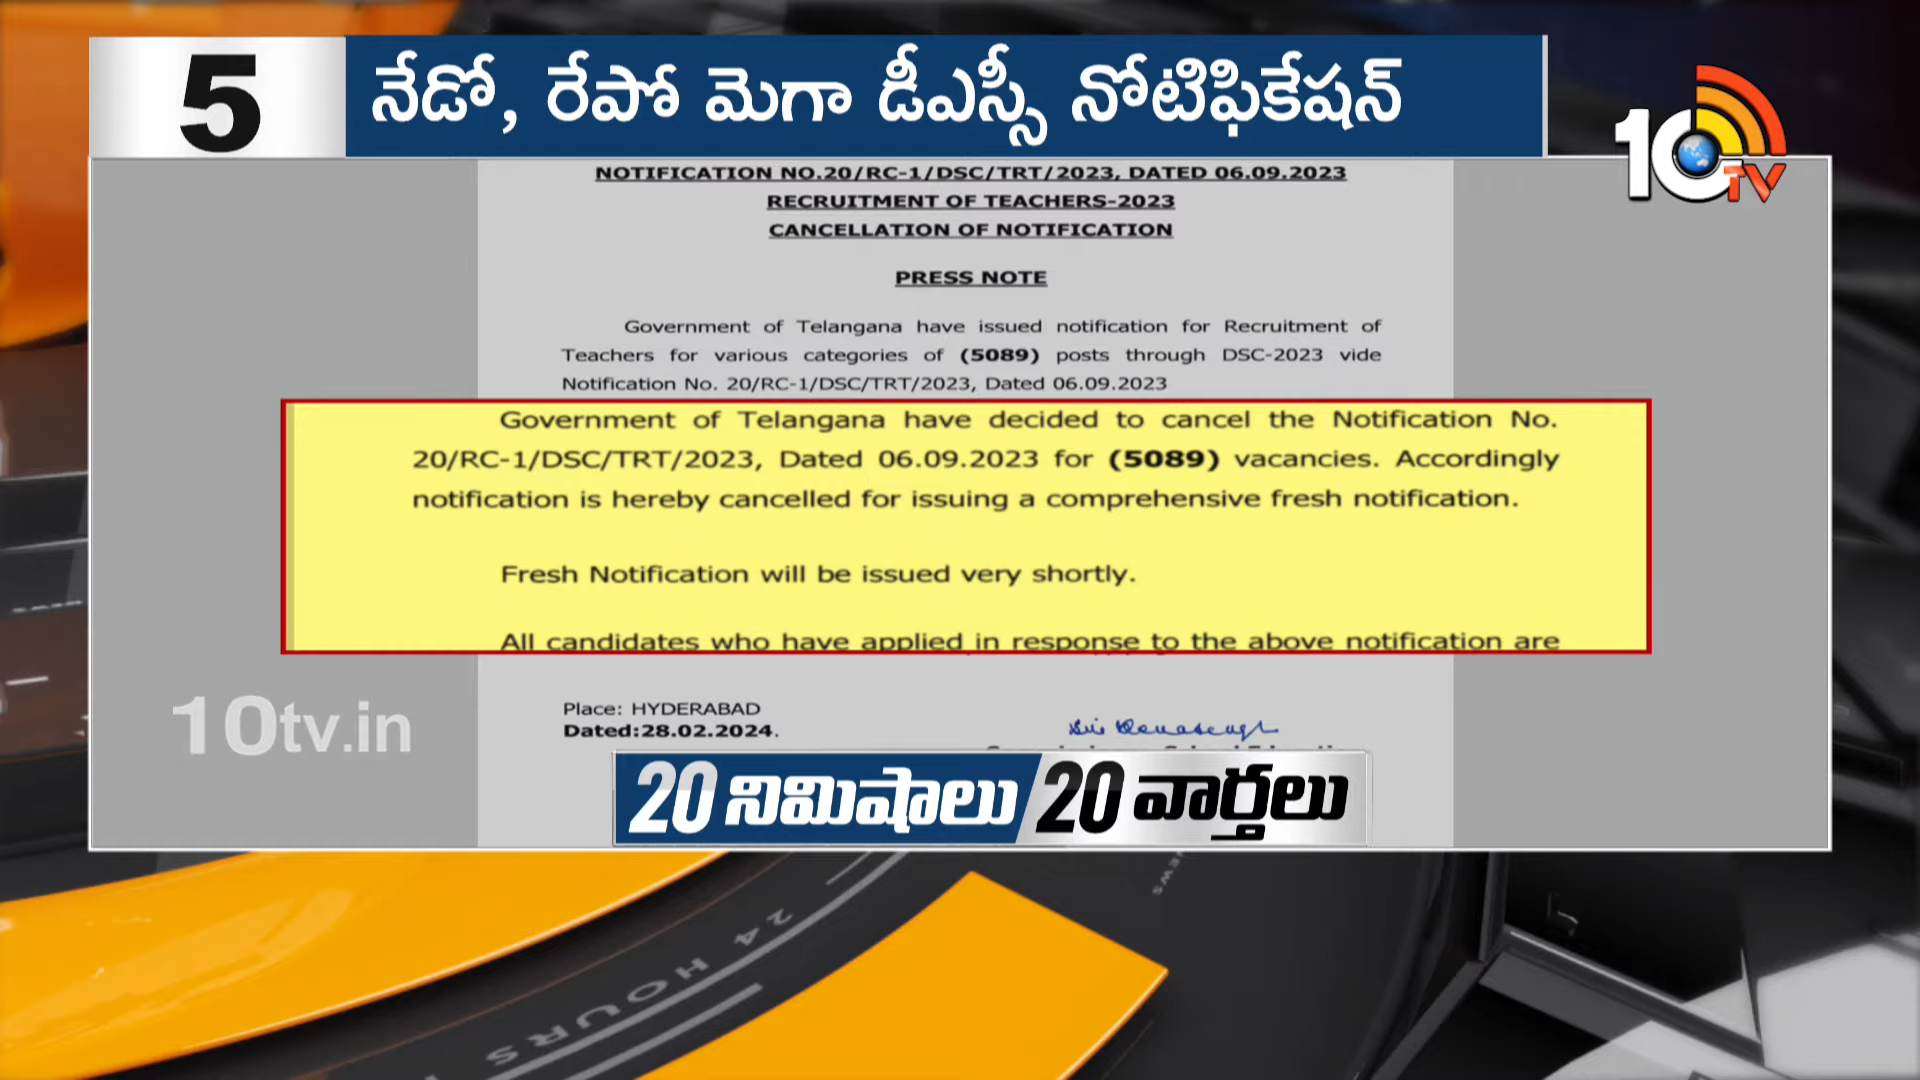 5
నేడో, రేపో మెగా డీఎస్సీ నోటిఫికేషన్
10TV
NOTIFICATION NO.20/RC-1/DSC/TRT/2023, DATED 06.09.2023
RECRUITMENT OF TEACHERS-2023
CANCELLATION OF NOTIFICATION
PRESS NOTE
Government of Telangana have issued notification for Recruitment of
Teachers for various categories of (5089) posts through DSC-2023 vide
Notification No. 20/RC-1/DSC/TRT/2023, Dated 06.09.2023
Government of Telangana have decided to cancel the Notification No.
20/RC-1/DSC/TRT/2023, Dated 06.09.2023 for (5089) vacancies. Accordingly
notification is hereby cancelled for issuing a comprehensive fresh notification.
Fresh Notification will be issued very shortly.
All candidates who have applied in response to the above notification are
Place: HYDERABAD
Dated:28.02.2024.
10tv.in
20 నిమిషాలు 20 వార్తలు
NEWS
24 HOURS